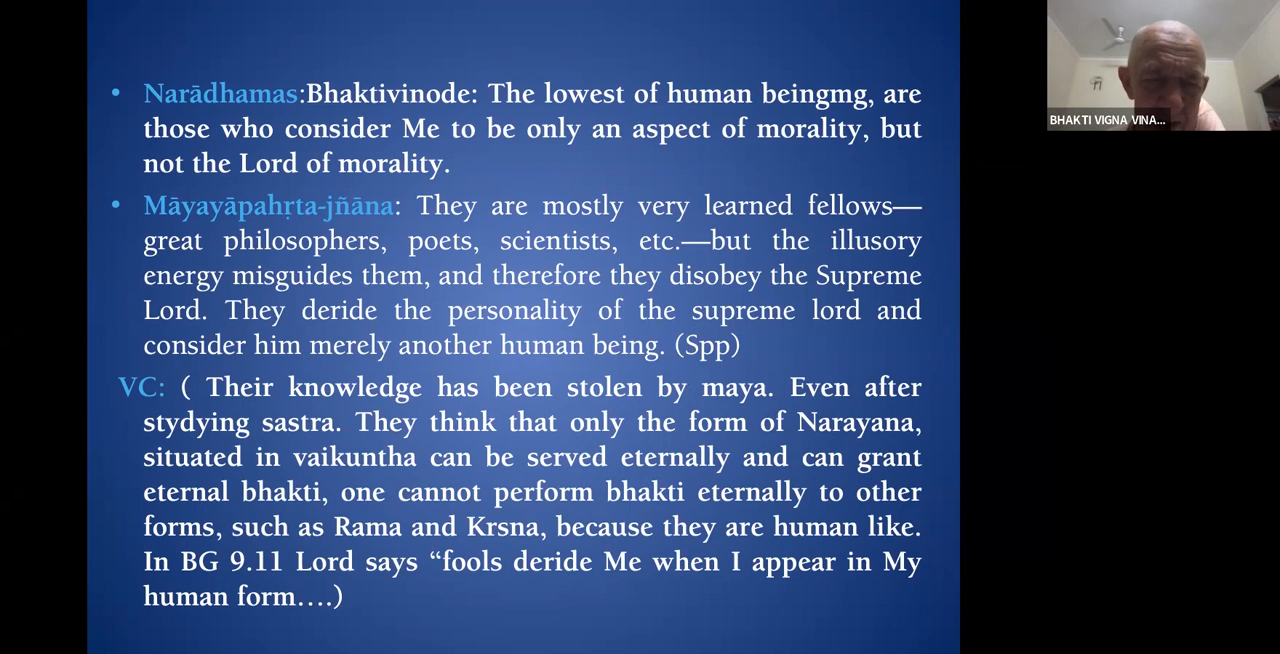 • Narādhamas:Bhaktivinode: The lowest of human beingmg, are
those who consider Me to be only an aspect of morality, but
not the Lord of morality.
• Māyayāpahṛta-jñāna: They are mostly very learned fellows—
great philosophers, poets, scientists, etc.—but the illusory
energy misguides them, and therefore they disobey the Supreme
Lord. They deride the personality of the supreme lord and
consider him merely another human being. (Spp)
VC: ( Their knowledge has been stolen by maya. Even after
stydying sastra. They think that only the form of Narayana,
situated in vaikuntha can be served eternally and can grant
eternal bhakti, one cannot perform bhakti eternally to other
forms, such as Rama and Krsna, because they are human like.
In BG 9.11 Lord says “fools deride Me when I appear in My
human form….)
BHAKTI VIGNA VINA...